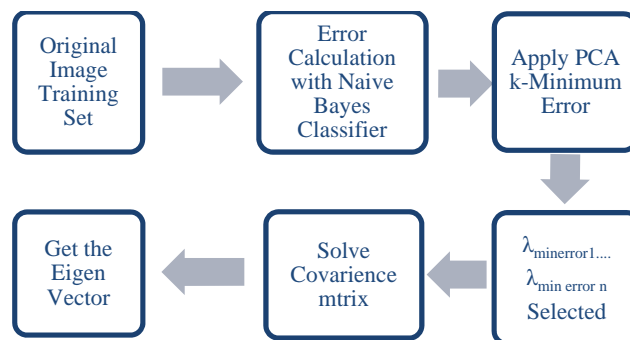 Original
Image
Training
Set
Error
Calculation
with Naive
Bayes
Classifier
Apply PCA
k-Minimum
Error
λminerror1....
λmin error n
Selected
Solve
Covarience
mtrix
Get the
Eigen
Vector